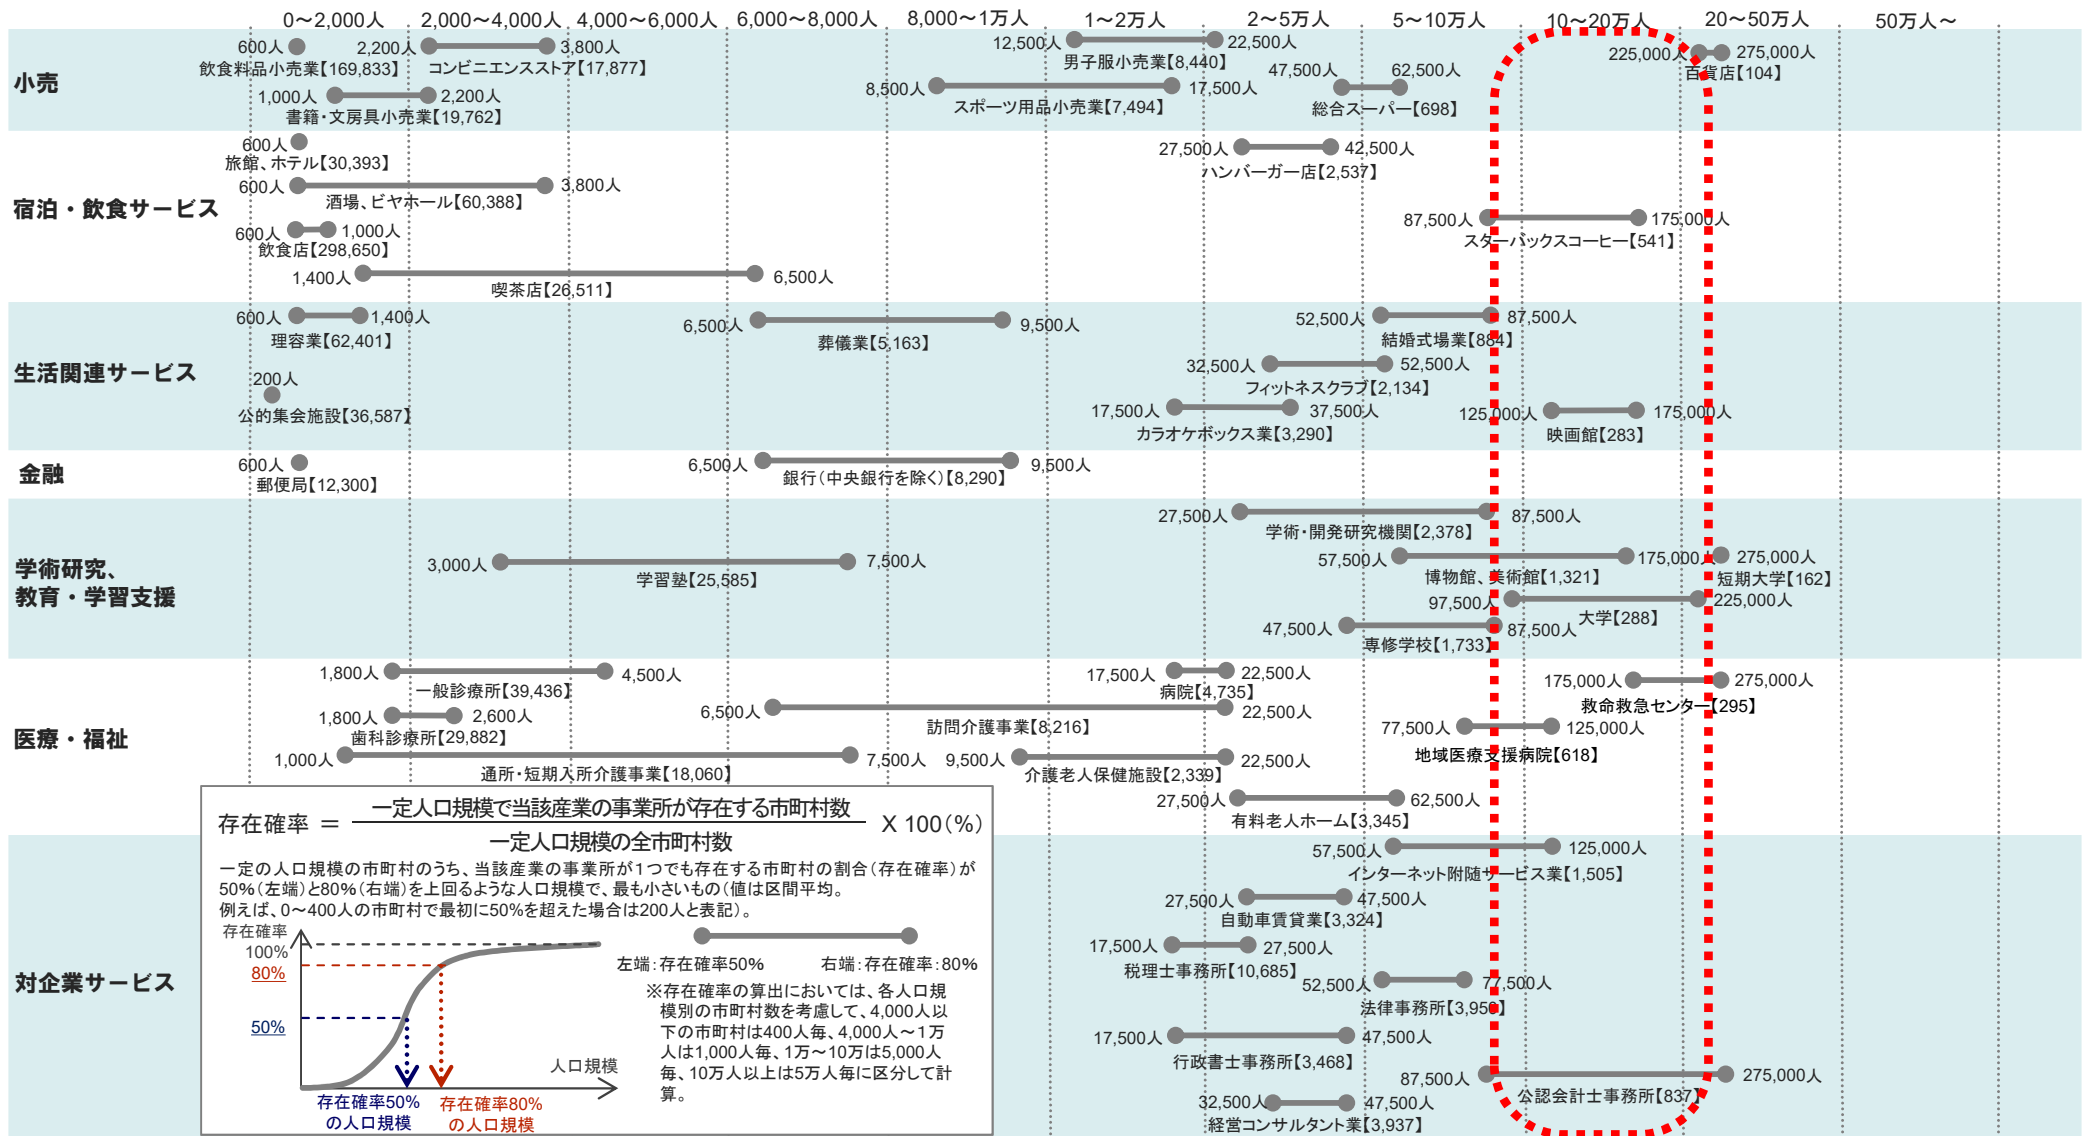 0～2,000人
2,000～4,000人
4,000～6,000人
6,000～8,000人
8,000～1万人
1～2万人
2～5万人
5～10万人
10～20万人
20～50万人
50万人～
小売
600人
飲食料品小売業【169,833】
2,200人
3,800人
コンビニエンスストア【17,877】
1,000人
2,200人
書籍・文房具小売業【19,762】
12,500人
22,500人
男子服小売業【8,440】
8,500人
17,500人
スポーツ用品小売業【7,494】
47,500人
62,500人
総合スーパー【698】
225,000人
275,000人
百貨店【104】
宿泊・飲食サービス
600人
旅館、ホテル【30,393】
600人
3,800人
酒場、ビヤホール【60,388】
600人
1,000人
飲食店【298,650】
1,400人
6,500人
喫茶店【26,511】
27,500人
42,500人
ハンバーガー店【2,537】
87,500人
175,000人
スターバックスコーヒー【541】
生活関連サービス
600人
1,400人
理容業【62,401】
200人
公的集会施設【36,587】
6,500人
9,500人
葬儀業【5,163】
52,500人
87,500人
結婚式場業【884】
32,500人
52,500人
フィットネスクラブ【2,134】
17,500人
37,500人
カラオケボックス業【3,290】
125,000人
175,000人
映画館【283】
金融
600人
郵便局【12,300】
6,500人
9,500人
銀行（中央銀行を除く）【8,290】
学術研究、
教育・学習支援
3,000人
7,500人
学習塾【25,585】
27,500人
87,500人
学術・開発研究機関【2,378】
57,500人
175,000人
博物館、美術館【1,321】
275,000人
短期大学【162】
97,500人
225,000人
大学【288】
47,500人
87,500人
専修学校【1,733】
医療・福祉
1,800人
4,500人
一般診療所【39,436】
1,800人
2,600人
歯科診療所【29,882】
1,000人
7,500人
通所・短期入所介護事業【18,060】
17,500人
22,500人
病院【4,735】
6,500人
22,500人
訪問介護事業【8,216】
9,500人
22,500人
介護老人保健施設【2,339】
27,500人
62,500人
有料老人ホーム【3,345】
175,000人
275,000人
救命救急センター【295】
77,500人
125,000人
地域医療支援病院【618】
対企業サービス
57,500人
125,000人
インターネット附随サービス業【1,505】
27,500人
47,500人
自動車賃貸業【3,324】
17,500人
27,500人
税理士事務所【10,685】
52,500人
77,500人
法律事務所【3,950】
17,500人
47,500人
行政書士事務所【3,468】
87,500人
275,000人
公認会計士事務所【837】
32,500人
47,500人
経営コンサルタント業【3,937】
存在確率 ＝
一定人口規模で当該産業の事業所が存在する市町村数
一定人口規模の全市町村数
X 100（%）
一定の人口規模の市町村のうち、当該産業の事業所が1つでも存在する市町村の割合（存在確率）が
50%（左端）と80%（右端）を上回るような人口規模で、最も小さいもの（値は区間平均。
例えば、0～400人の市町村で最初に50%を超えた場合は200人と表記）。
存在確率
100%
80%
50%
人口規模
存在確率50%
の人口規模
存在確率80%
の人口規模
左端：存在確率50%
右端：存在確率：80%
※存在確率の算出においては、各人口規
模別の市町村数を考慮して、4,000人以
下の市町村は400人毎、4,000人～1万
人は1,000人毎、1万～10万は5,000人
毎、10万人以上は5万人毎に区分して計
算。